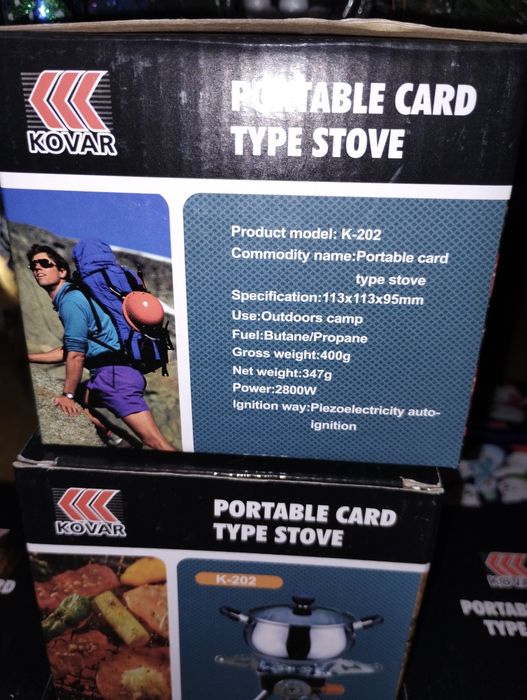 KOVAR
PORTABLE CARD
TYPE STOVE
Product model: K-202
Commodity name:Portable card
type stove
Specification:113x113x95mm
Use:Outdoors camp
Fuel:Butane/Propane
Gross weight:400g
Net weight:347g
Power:2800W
Ignition way:Piezoelectricity auto-
ignition
KOVAR
PORTABLE CARD
TYPE STOVE
K-202